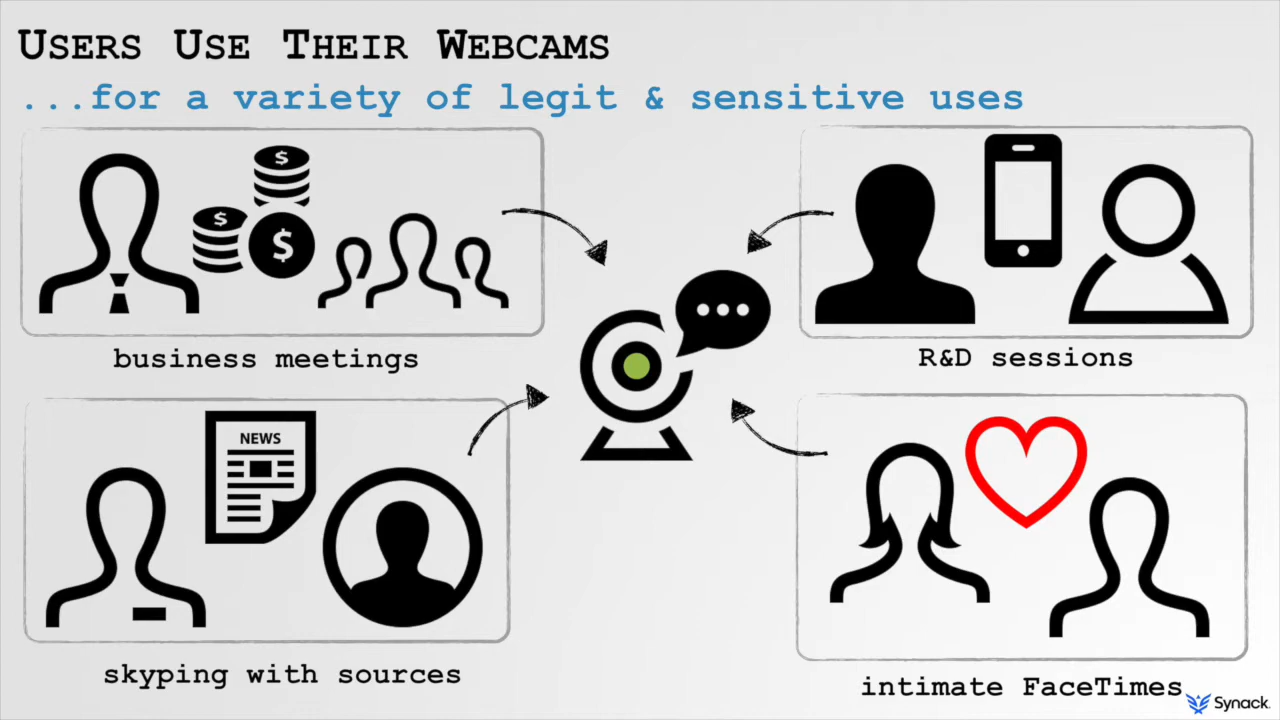 USERS USE THEIR WEBCAMS
...for a variety of legit & sensitive uses
$
$
$
business meetings
R&D sessions
NEWS
skyping with sources
intimate FaceTimes
Synack.